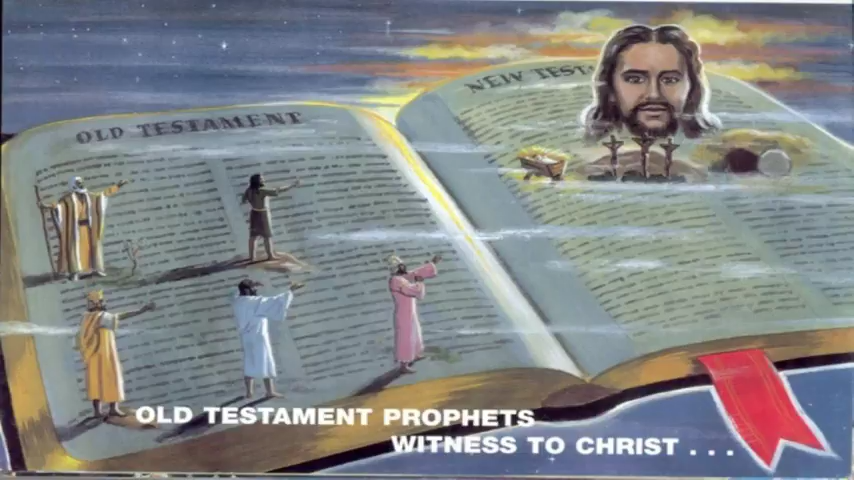 OLD TESTAMENT
NEW TEST
OLD TESTAMENT PROPHETS
WITNESS TO CHRIST . . .